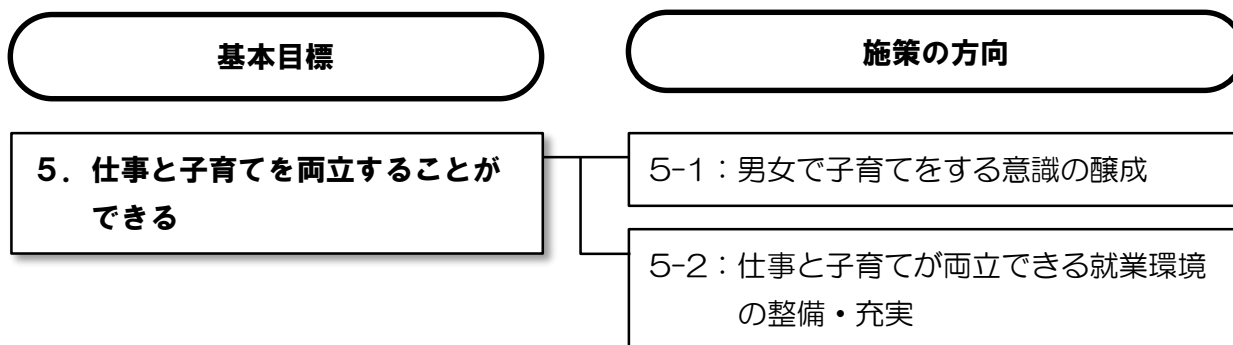 基本目標
施策の方向
5．仕事と子育てを両立することが
できる
5-1：男女で子育てをする意識の醸成
5-2：仕事と子育てが両立できる就業環境
の整備・充実